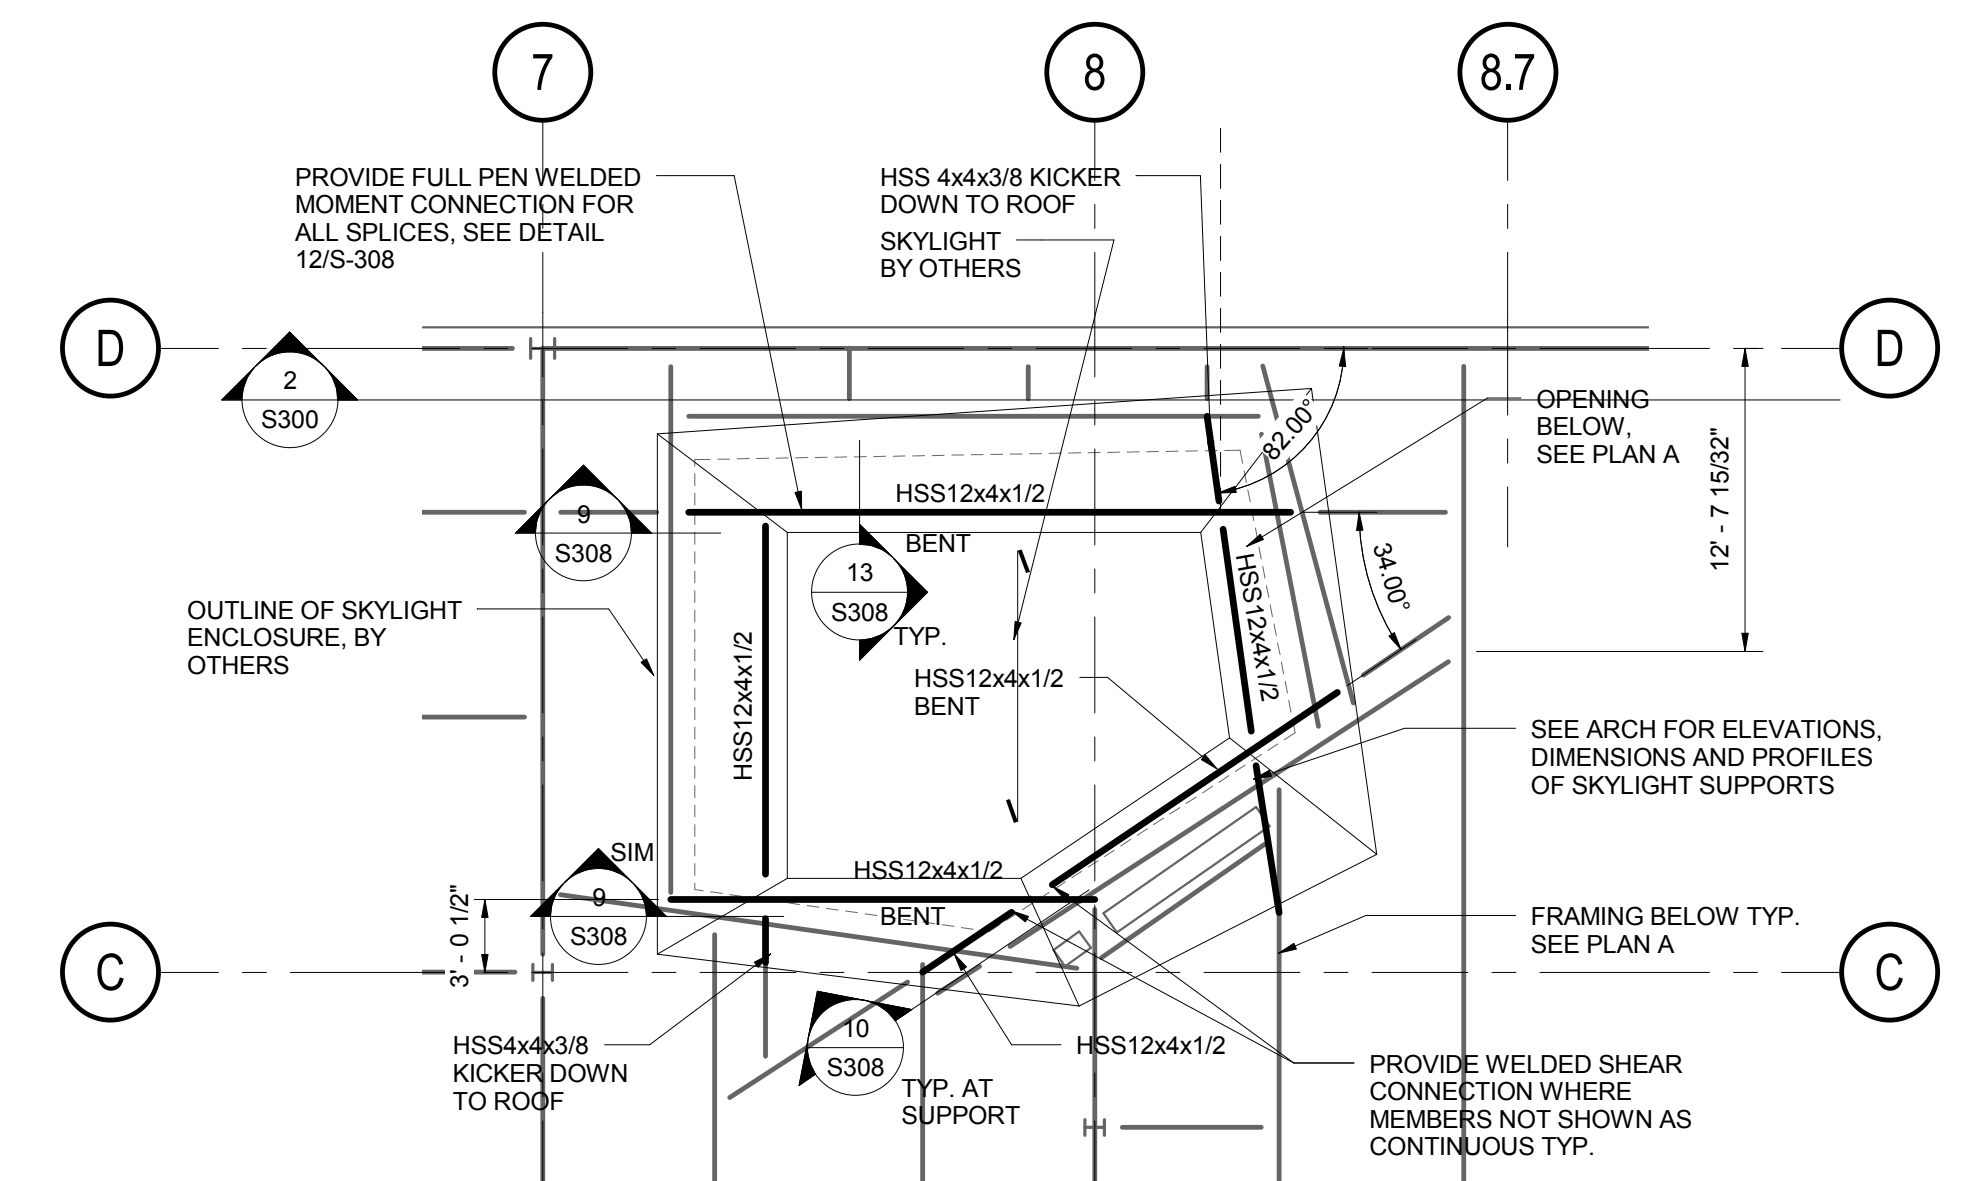 7
8
8.7
PROVIDE FULL PEN WELDED
MOMENT CONNECTION FOR
ALL SPLICES, SEE DETAIL
12/S-308
HSS 4x4x3/8 KICKER
DOWN TO ROOF
SKYLIGHT
BY OTHERS
D
D
2
S300
82.00°
OPENING
BELOW,
SEE PLAN A
12' - 7 15/32"
HSS12x4x1/2
BENT
9
S308
13
S308
TYP.
34.00°
HSS12x4x1/2
OUTLINE OF SKYLIGHT
ENCLOSURE, BY
OTHERS
HSS12x4x1/2
HSS12x4x1/2
BENT
SEE ARCH FOR ELEVATIONS,
DIMENSIONS AND PROFILES
OF SKYLIGHT SUPPORTS
SIM
9
S308
3' - 0 1/2"
HSS12x4x1/2
BENT
FRAMING BELOW TYP.
SEE PLAN A
C
C
HSS4x4x3/8
KICKER DOWN
TO ROOF
10
S308
TYP. AT
SUPPORT
HSS12x4x1/2
PROVIDE WELDED SHEAR
CONNECTION WHERE
MEMBERS NOT SHOWN AS
CONTINUOUS TYP.